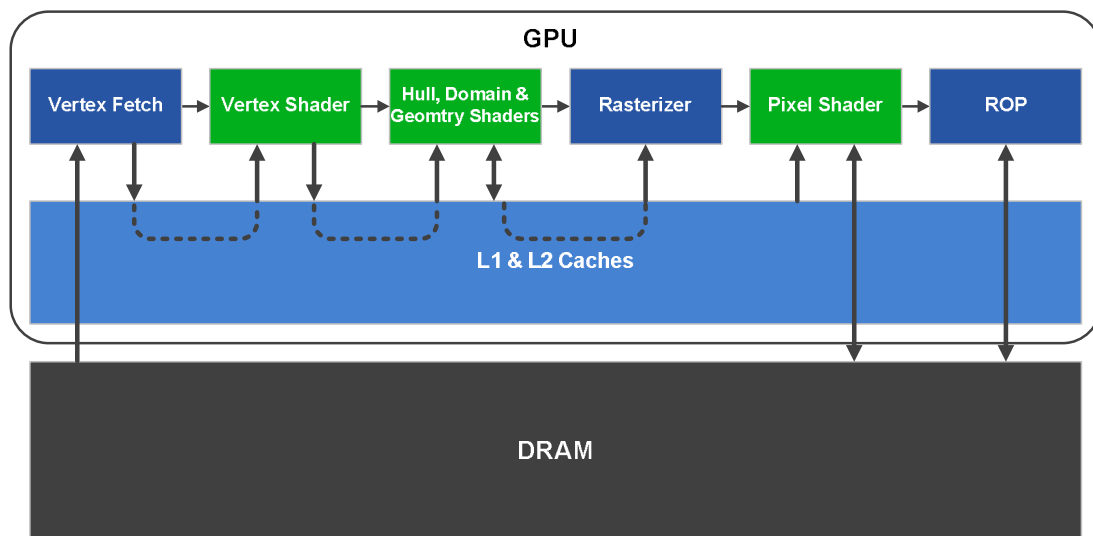 GPU
Vertex Fetch
Vertex Shader
Hull, Domain &
Geomtry Shaders
Rasterizer
Pixel Shader
ROP
L1 & L2 Caches
DRAM